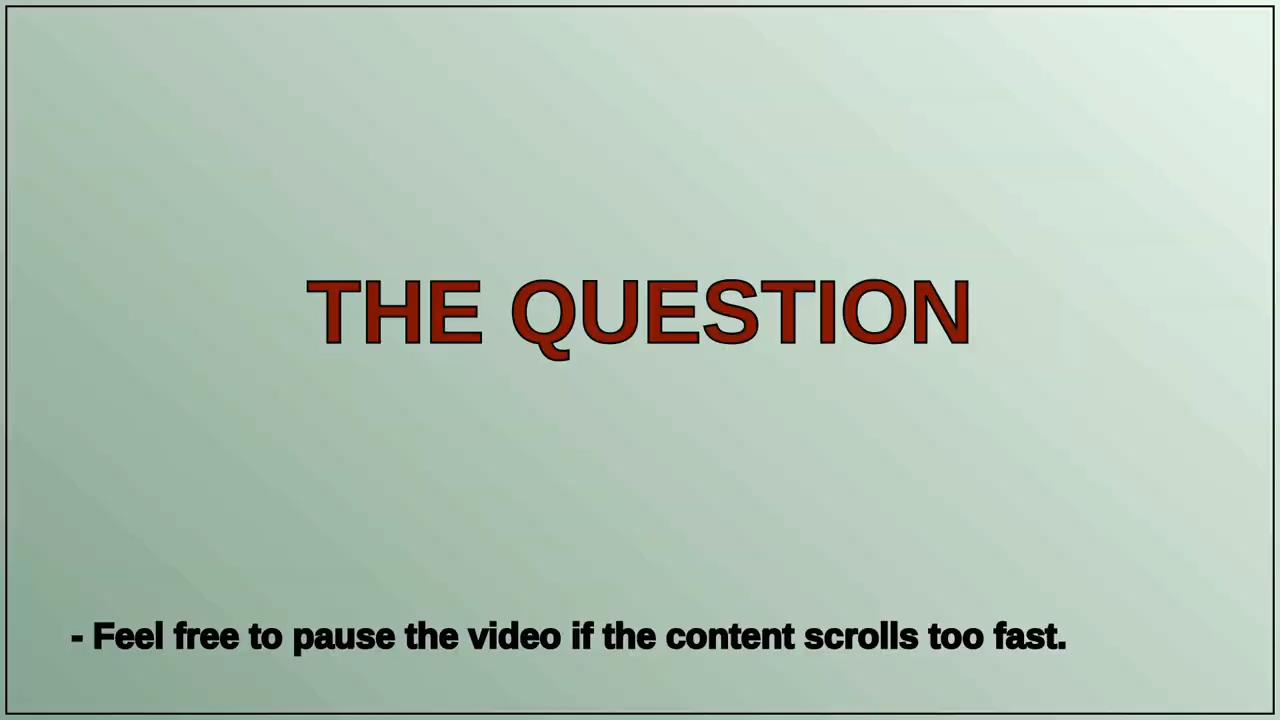 THE QUESTION
- Feel free to pause the video if the content scrolls too fast.